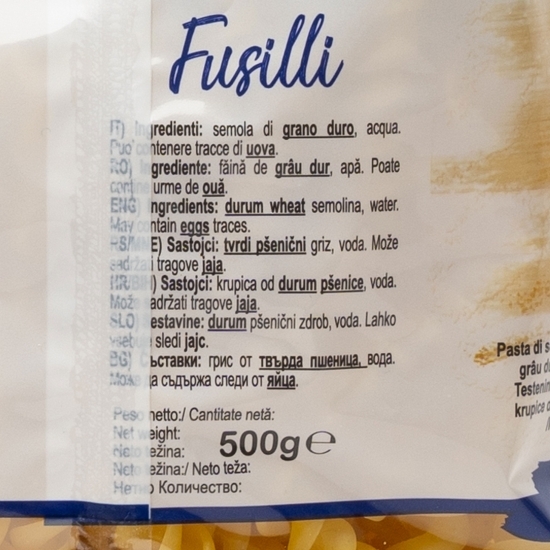 Fusilli
IT) Ingredienti: semola di grano duro, acqua.
Può contenere tracce di uova.
RO) Ingrediente: făină de grâu dur, apă. Poate
conține urme de ouă.
ENG) Ingredients: durum wheat semolina, water.
May contain eggs traces.
RS/MNE) Sastojci: tvrdi pšenični griz, voda. Može
sadržati tragove jaja.
HR/BIH) Sastojci: krupica od durum pšenice, voda.
Može sadržati tragove jaja.
SLO) Sestavine: durum pšenični zdrob, voda. Lahko
vsebuje sledi jajc.
BG) Съставки: грис от твърда пшеница, вода.
Може да съдържа следи от яйца.
Peso netto:/ Cantitate netă:
Net weight:
Neto težina:
500g e
Neto težina:/ Neto teža:
Нетно Количество:
Pasta di
grâu
krupice